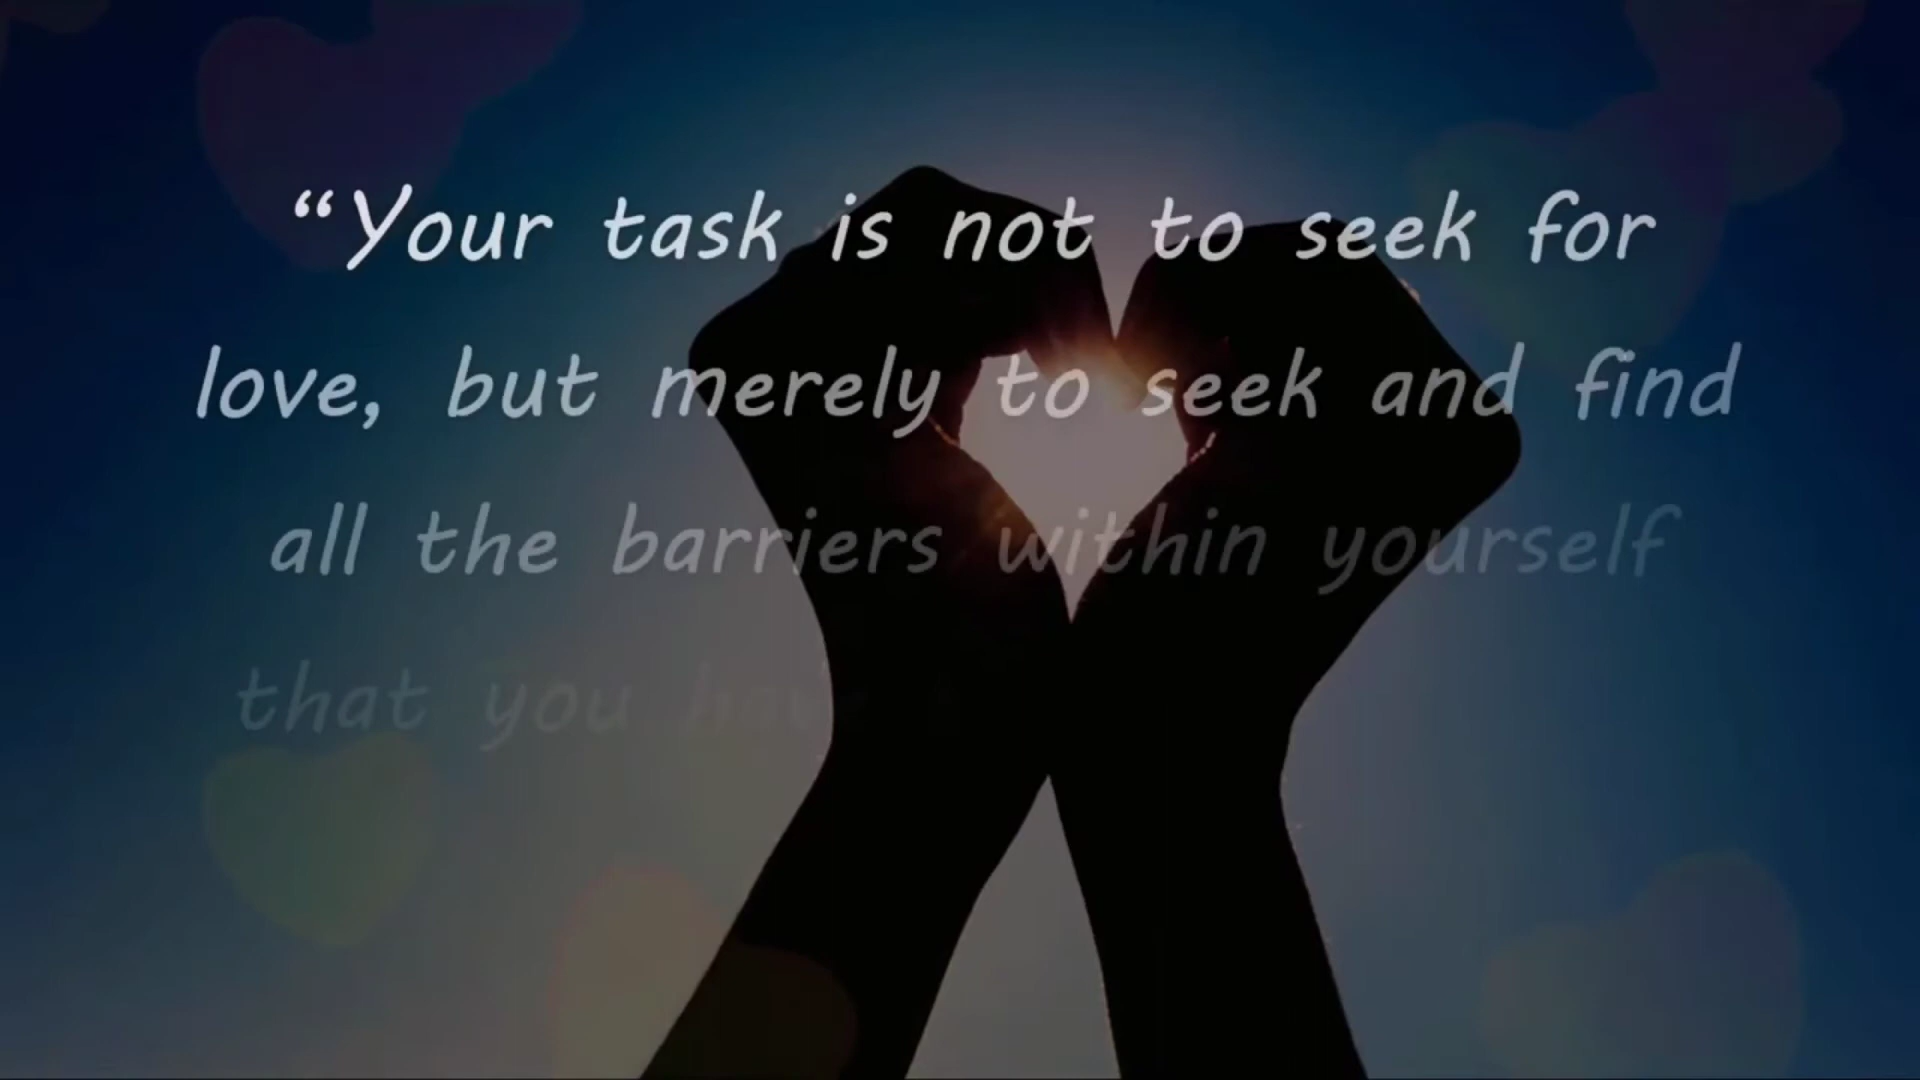 “Your task is not to seek for
love, but merely to seek and find
all the barriers within yourself
that you have